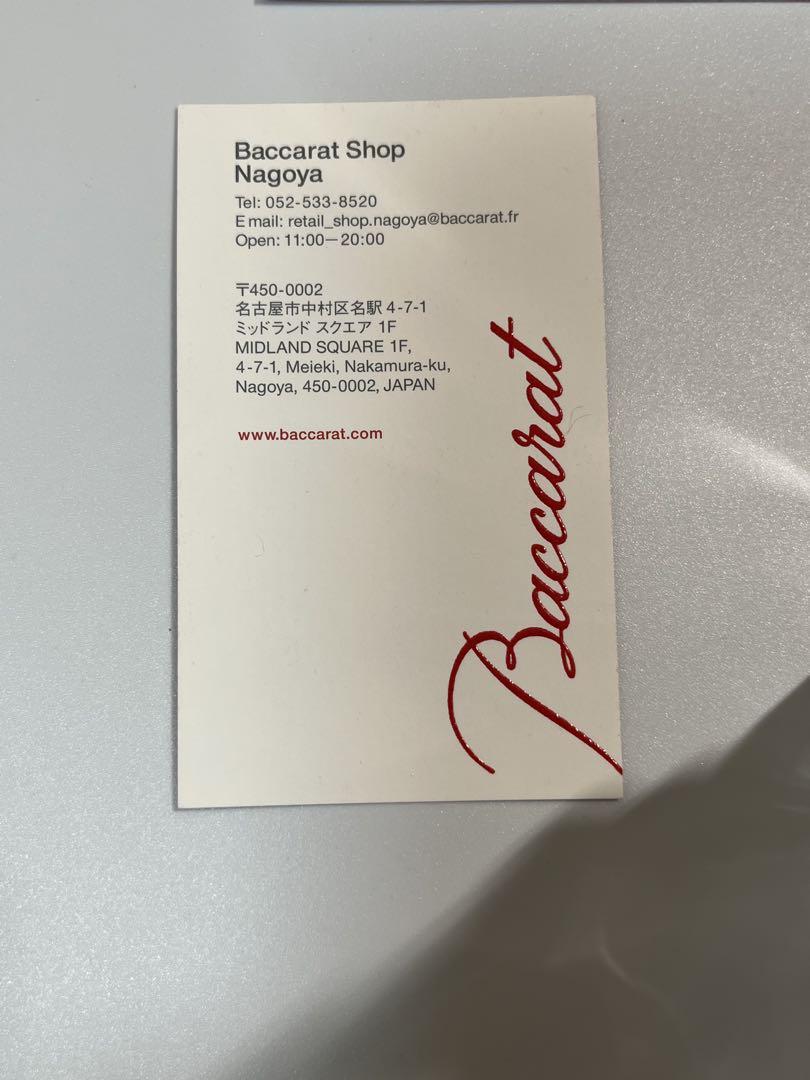 Baccarat Shop
Nagoya
Tel: 052-533-8520
E mail: retail_shop.nagoya@baccarat.fr
Open: 11:00—20:00
〒450-0002
名古屋市中村区名駅 4-7-1
ミッドランド スクエア 1F
MIDLAND SQUARE 1F,
4-7-1, Meieki, Nakamura-ku,
Nagoya, 450-0002, JAPAN
www.baccarat.com
Baccarat